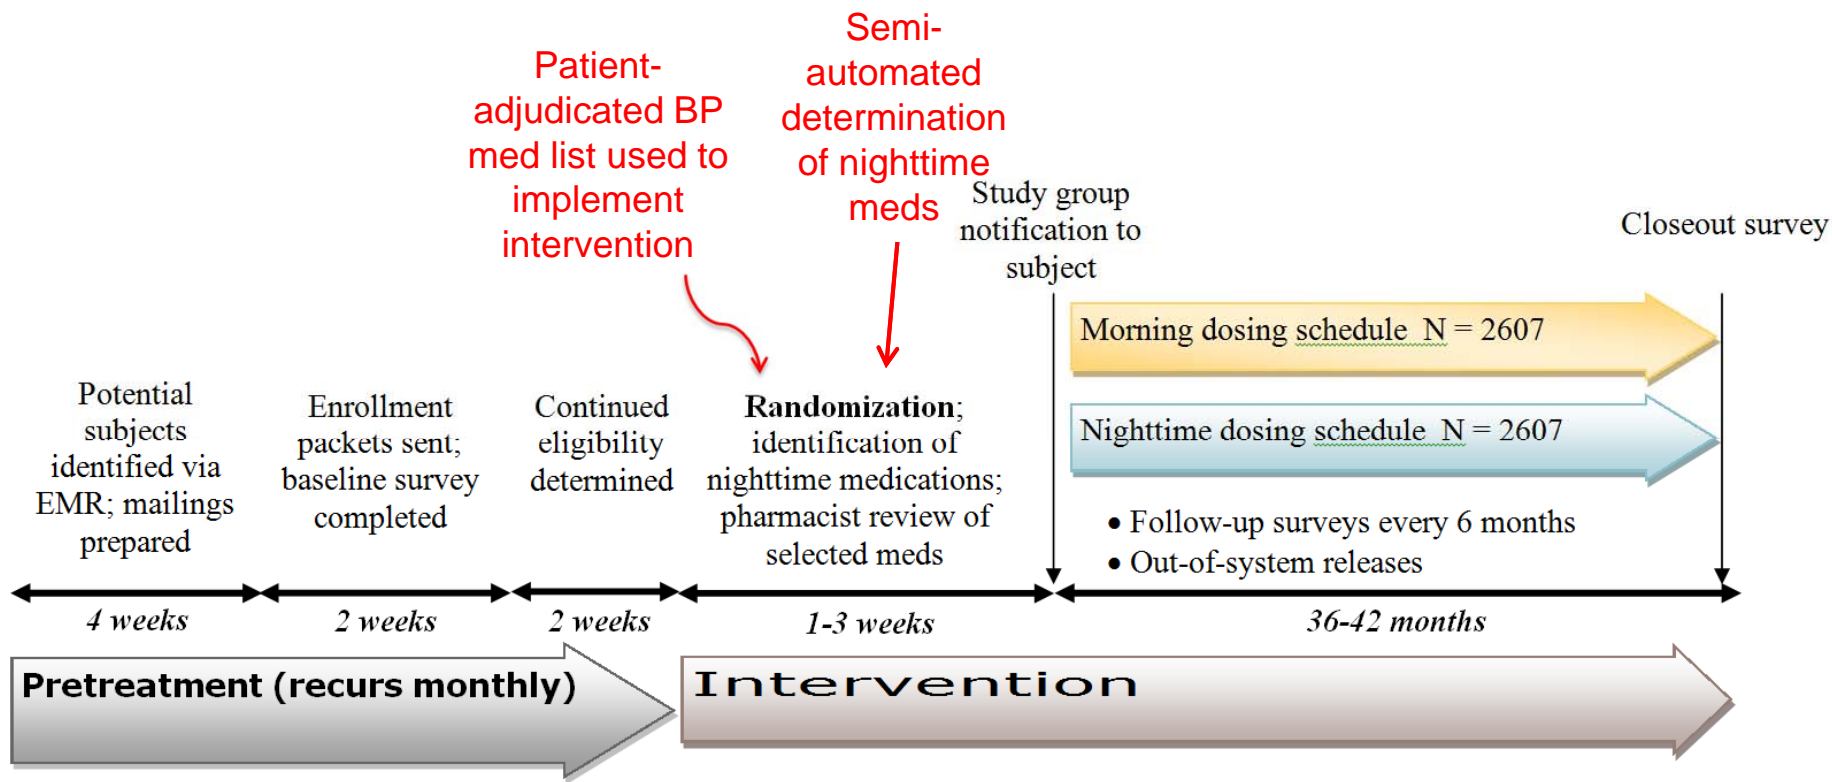 Patient-
adjudicated BP
med list used to
implement
intervention
Semi-
automated
determination
of nighttime
meds
Study group
notification to
subject
Closeout survey
Morning dosing schedule N = 2607
Nighttime dosing schedule N = 2607
• Follow-up surveys every 6 months
• Out-of-system releases
Potential
subjects
identified via
EMR; mailings
prepared
Enrollment
packets sent;
baseline survey
completed
Continued
eligibility
determined
Randomization;
identification of
nighttime medications;
pharmacist review of
selected meds
4 weeks
2 weeks
2 weeks
1-3 weeks
36-42 months
Pretreatment (recurs monthly)
Intervention